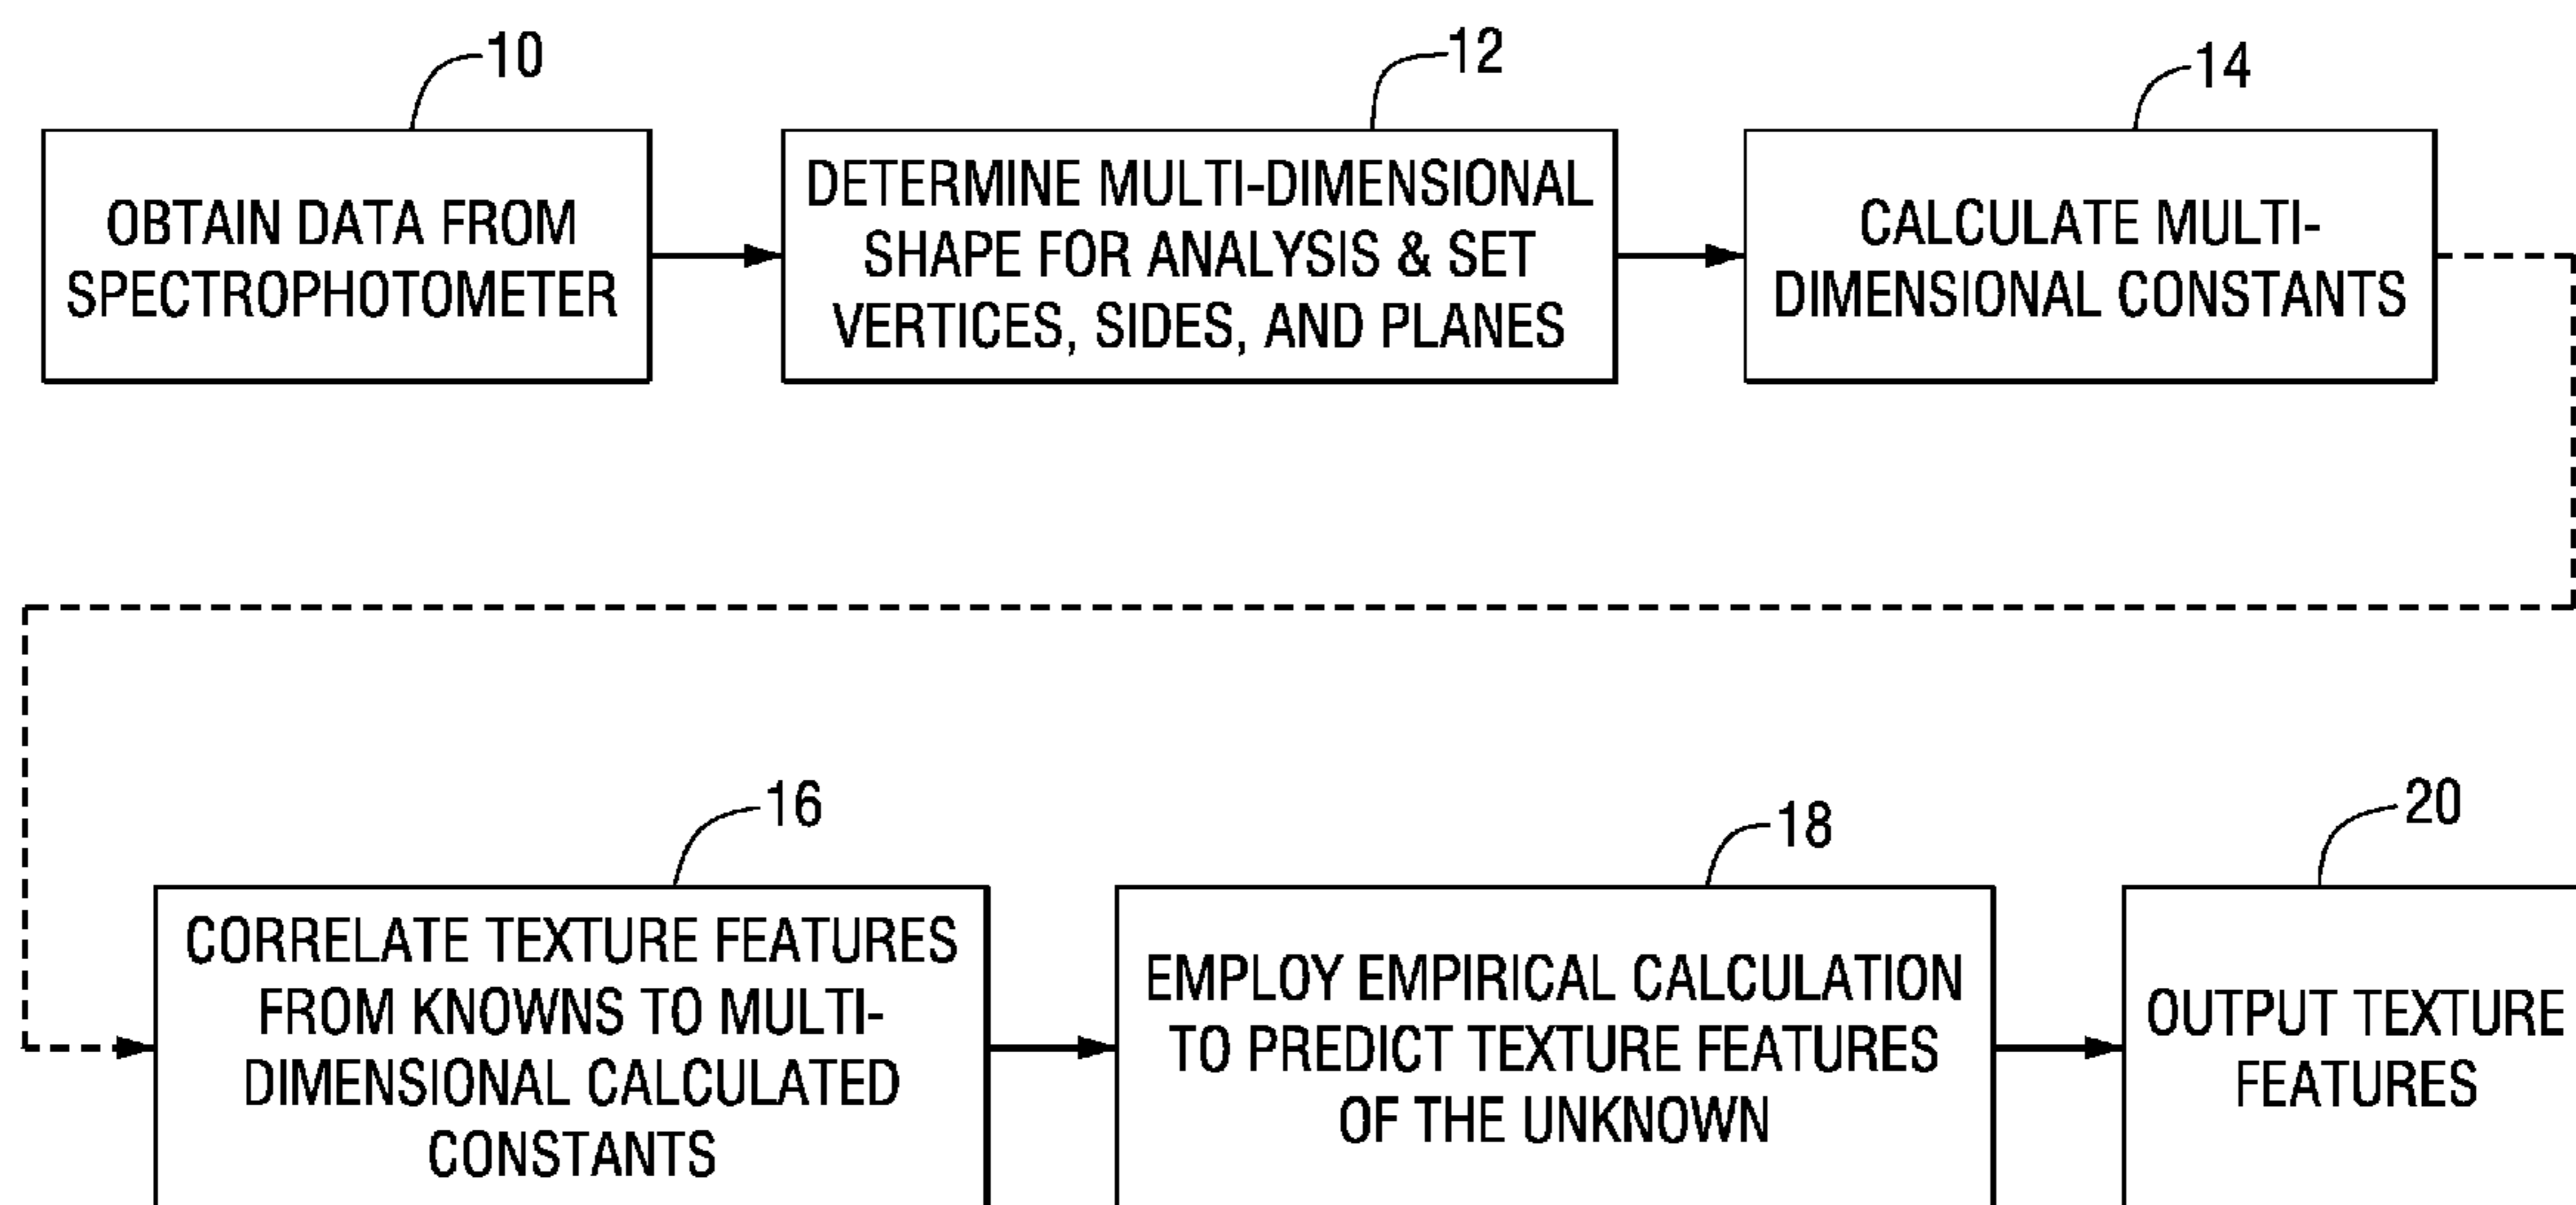 10
OBTAIN DATA FROM
SPECTROPHOTOMETER
12
DETERMINE MULTI-DIMENSIONAL
SHAPE FOR ANALYSIS & SET
VERTICES, SIDES, AND PLANES
14
CALCULATE MULTI-
DIMENSIONAL CONSTANTS
16
CORRELATE TEXTURE FEATURES
FROM KNOWNS TO MULTI-
DIMENSIONAL CALCULATED
CONSTANTS
18
EMPLOY EMPIRICAL CALCULATION
TO PREDICT TEXTURE FEATURES
OF THE UNKNOWN
20
OUTPUT TEXTURE
FEATURES